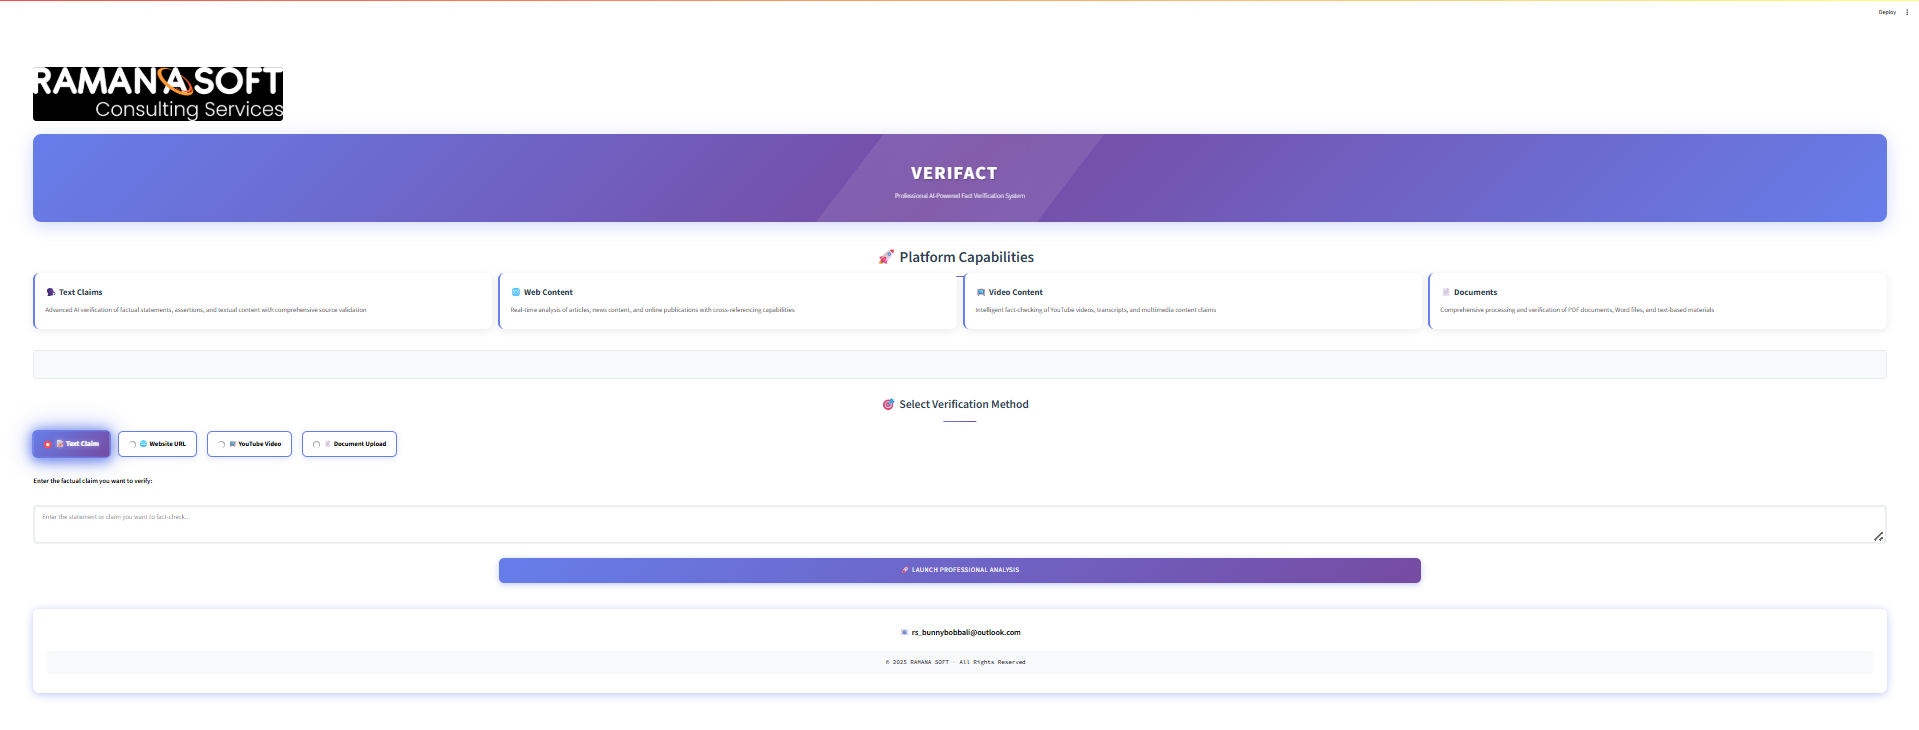 Deploy
RAMANA SOFT
Consulting Services
VERIFACT
Professional AI-Powered Fact Verification System
🚀 Platform Capabilities
Text Claims
Advanced AI verification of factual statements, assertions, and textual content with comprehensive source validation
🌐 Web Content
Real-time analysis of articles, news content, and online publications with cross-referencing capabilities
📺 Video Content
Intelligent fact-checking of YouTube videos, transcripts, and multimedia content claims
📄 Documents
Comprehensive processing and verification of PDF documents, Word files, and text-based materials
🎯 Select Verification Method
📝 Text Claim
🌐 Website URL
📺 YouTube Video
📄 Document Upload
Enter the factual claim you want to verify:
Enter the statement or claim you want to fact-check...
🚀 LAUNCH PROFESSIONAL ANALYSIS
📧 rs_bunnybobbali@outlook.com
© 2025 RAMANA SOFT - All Rights Reserved